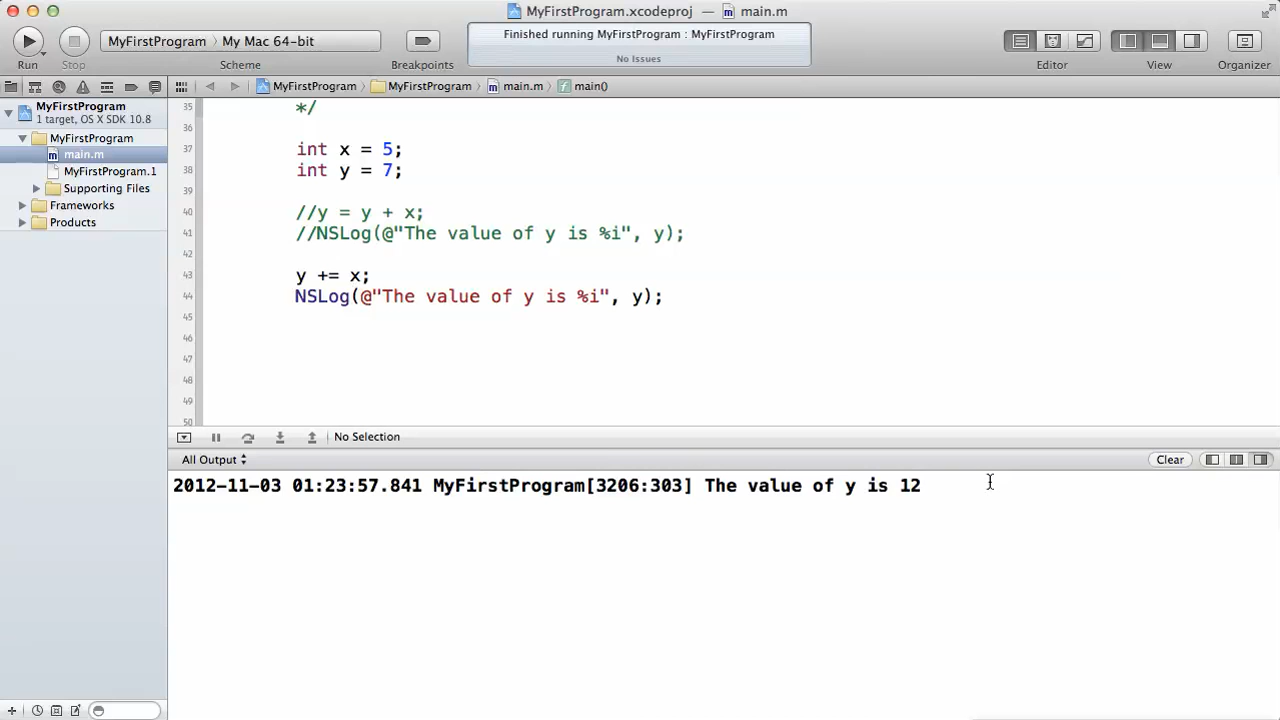 MyFirstProgram.xcodeproj — main.m
Run Stop
MyFirstProgram My Mac 64-bit
Scheme
Breakpoints
Finished running MyFirstProgram : MyFirstProgram
No Issues
Editor View Organizer
MyFirstProgram
1 target, OS X SDK 10.8
MyFirstProgram
main.m
MyFirstProgram.1
Supporting Files
Frameworks
Products
MyFirstProgram MyFirstProgram main.m main()
35 */
36
37 int x = 5;
38 int y = 7;
39
40 //y = y + x;
41 //NSLog(@"The value of y is %i", y);
42
43 y += x;
44 NSLog(@"The value of y is %i", y);
45
46
47
48
49
50
No Selection
All Output Clear
2012-11-03 01:23:57.841 MyFirstProgram[3206:303] The value of y is 12